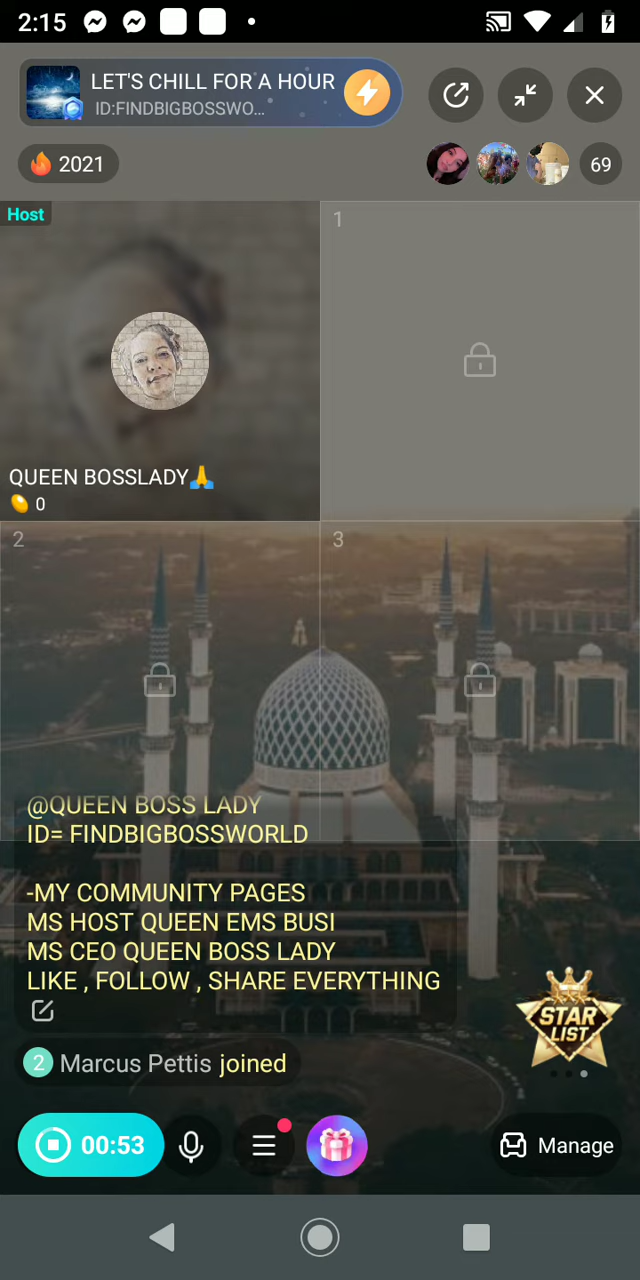 2:15
LET'S CHILL FOR A HOUR
ID:FINDBIGBOSSWO...
2021
69
Host
1
QUEEN BOSSLADY🙏
0
2
3
@QUEEN BOSS LADY
ID= FINDBIGBOSSWORLD
-MY COMMUNITY PAGES
MS HOST QUEEN EMS BUSI
MS CEO QUEEN BOSS LADY
LIKE , FOLLOW , SHARE EVERYTHING
STAR
LIST
2 Marcus Pettis joined
00:53
Manage